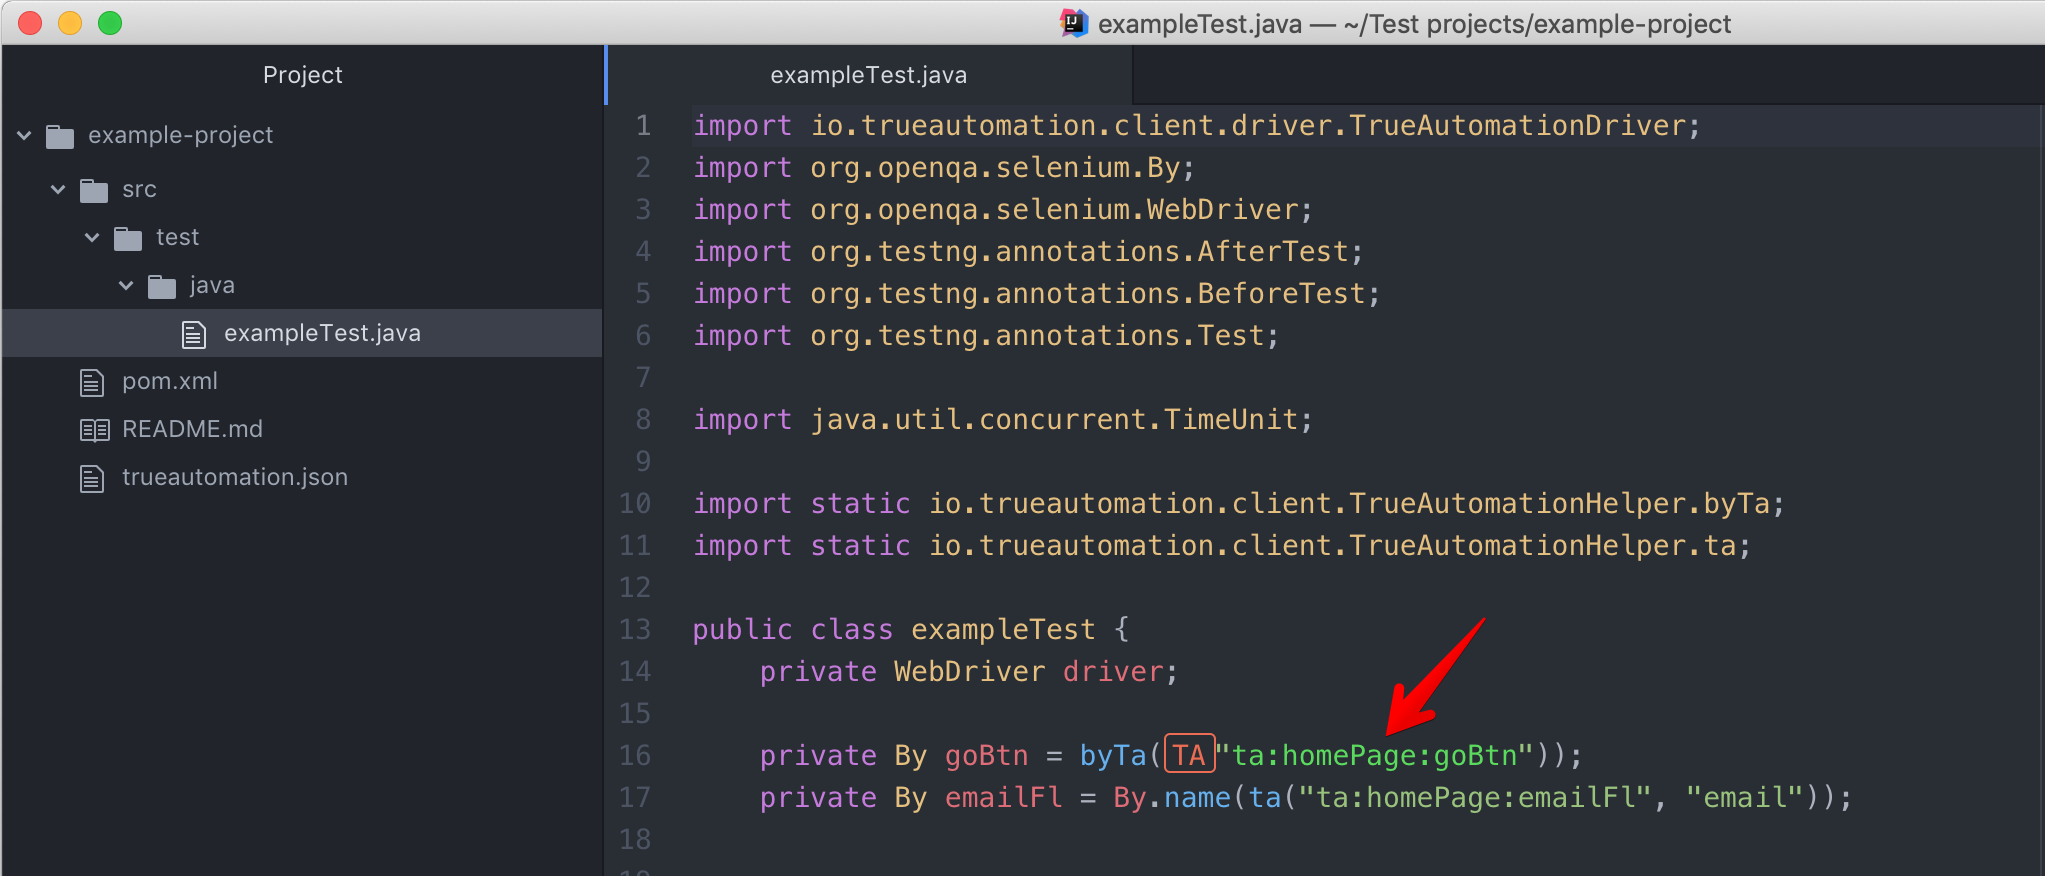 exampleTest.java — ~/Test projects/example-project
Project
example-project
src
test
java
exampleTest.java
pom.xml
README.md
trueautomation.json
exampleTest.java
1 import io.trueautomation.client.driver.TrueAutomationDriver;
2 import org.openqa.selenium.By;
3 import org.openqa.selenium.WebDriver;
4 import org.testng.annotations.AfterTest;
5 import org.testng.annotations.BeforeTest;
6 import org.testng.annotations.Test;
7
8 import java.util.concurrent.TimeUnit;
9
10 import static io.trueautomation.client.TrueAutomationHelper.byTa;
11 import static io.trueautomation.client.TrueAutomationHelper.ta;
12
13 public class exampleTest {
14 private WebDriver driver;
15
16 private By goBtn = byTa(TA"ta:homePage:goBtn"));
17 private By emailFl = By.name(ta("ta:homePage:emailFl", "email"));
18